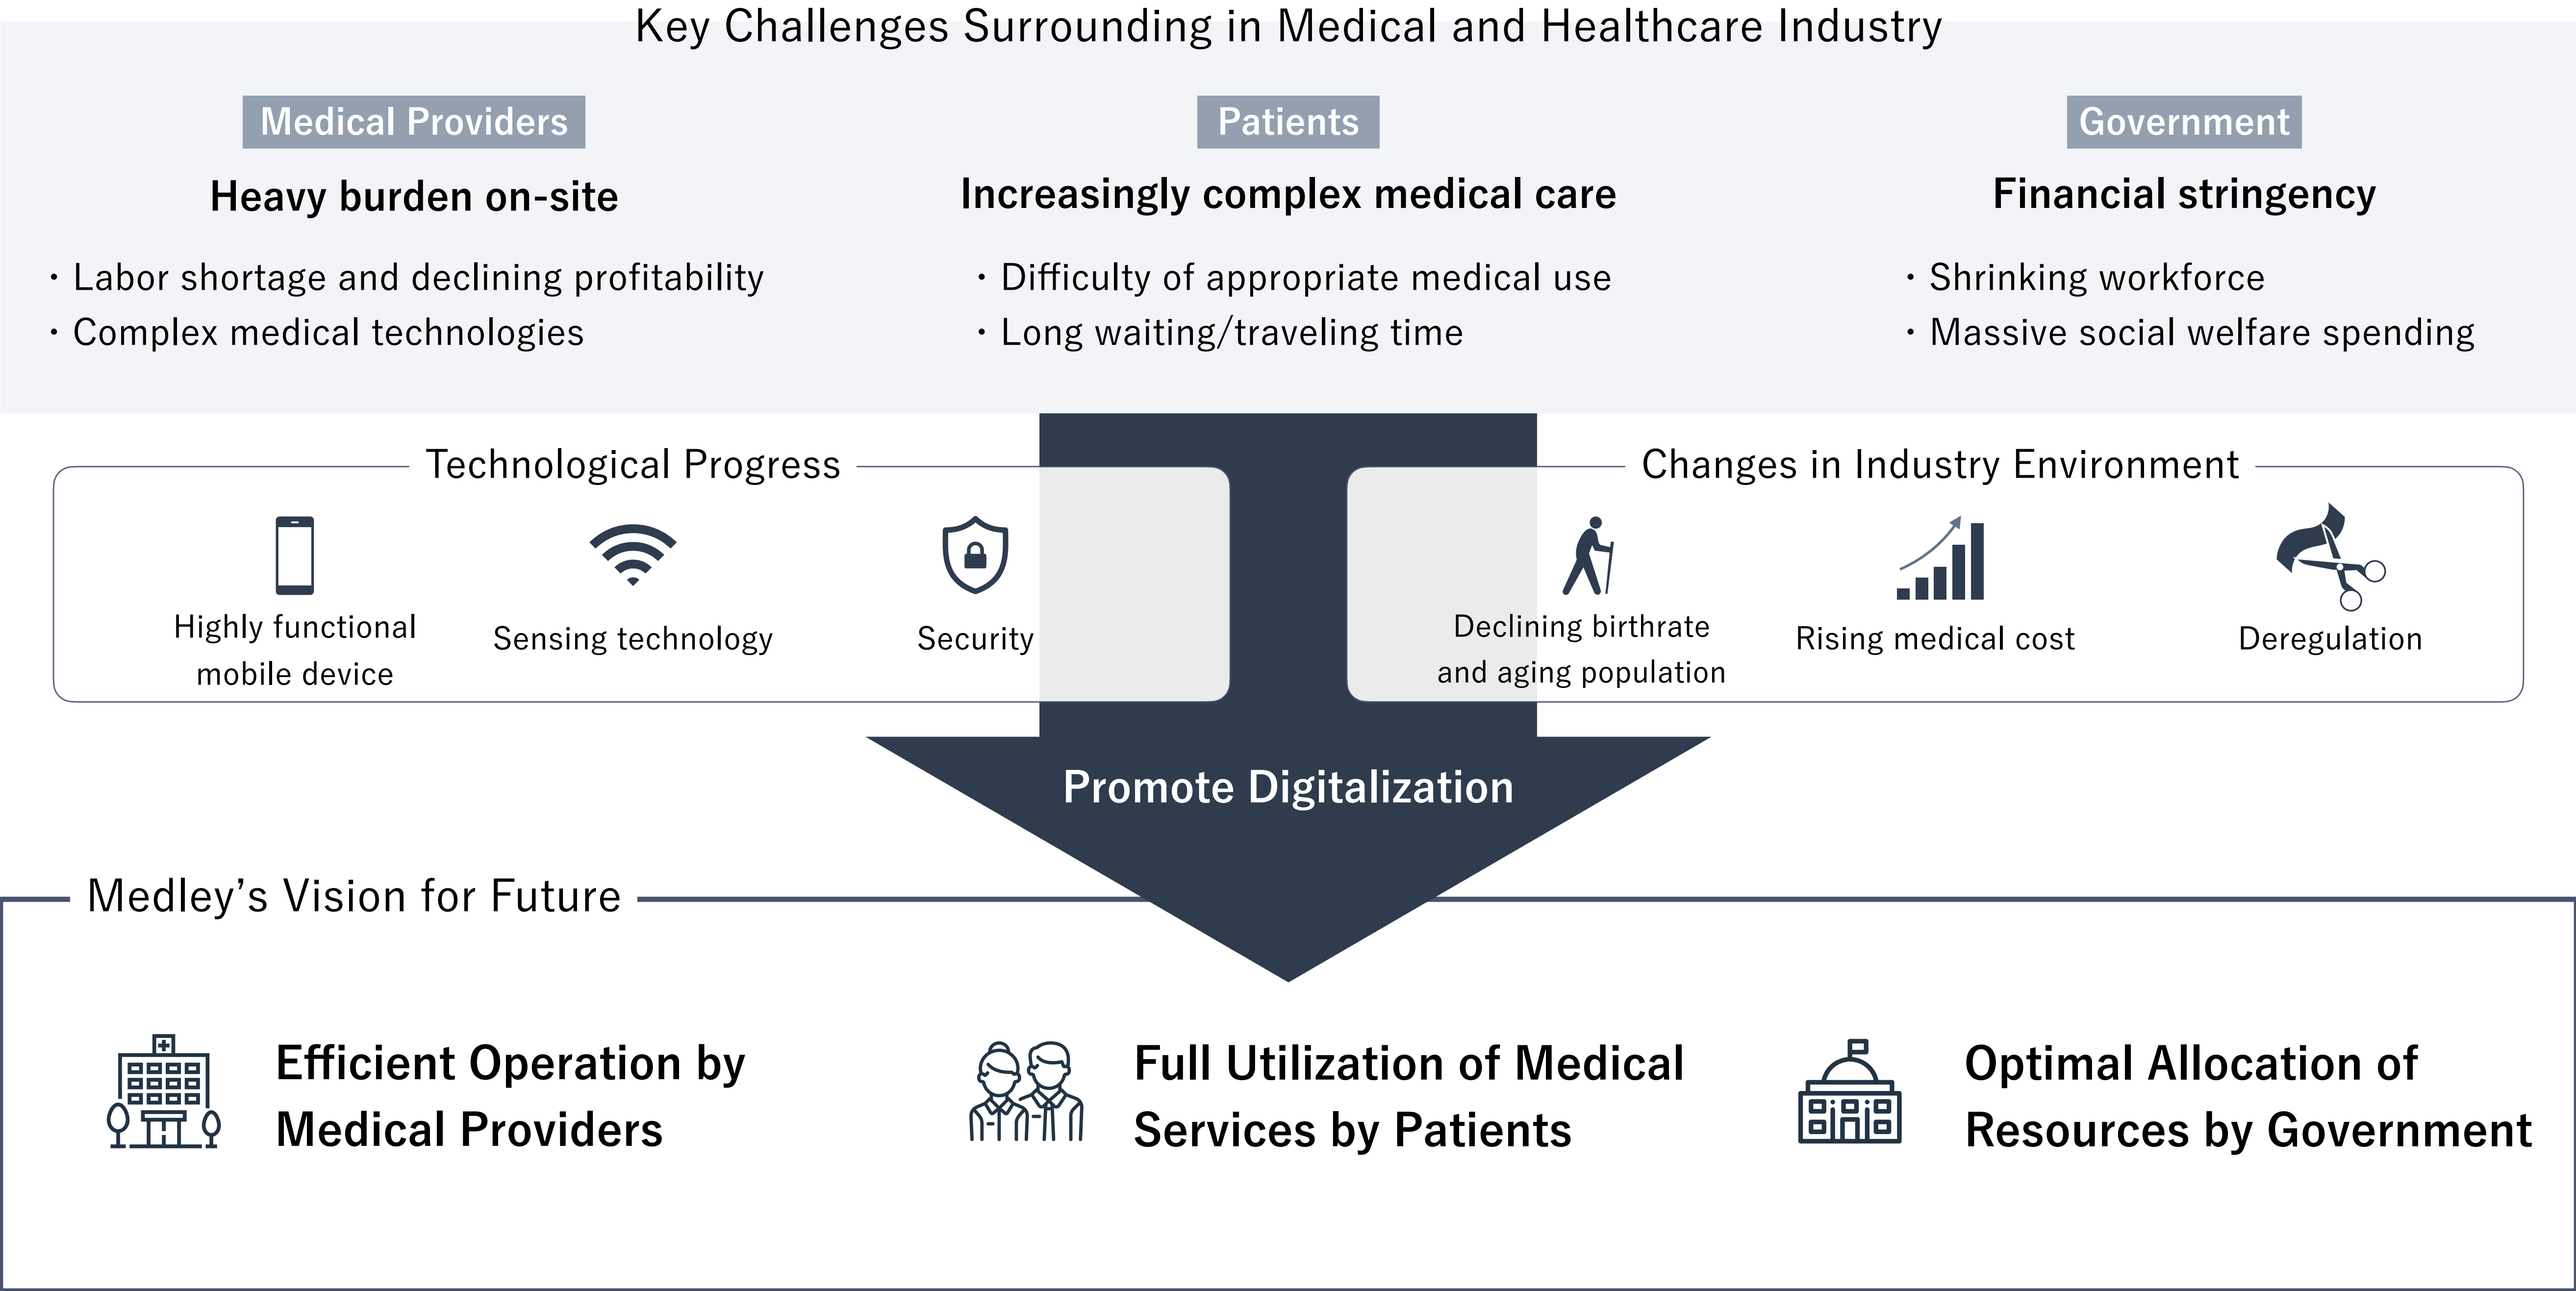 Key Challenges Surrounding in Medical and Healthcare Industry
Medical Providers
Heavy burden on-site
・Labor shortage and declining profitability
・Complex medical technologies
Patients
Increasingly complex medical care
・Difficulty of appropriate medical use
・Long waiting/traveling time
Government
Financial stringency
・Shrinking workforce
・Massive social welfare spending
Technological Progress
Highly functional
mobile device
Sensing technology
Security
Changes in Industry Environment
Declining birthrate
and aging population
Rising medical cost
Deregulation
Promote Digitalization
Medley’s Vision for Future
Efficient Operation by
Medical Providers
Full Utilization of Medical
Services by Patients
Optimal Allocation of
Resources by Government